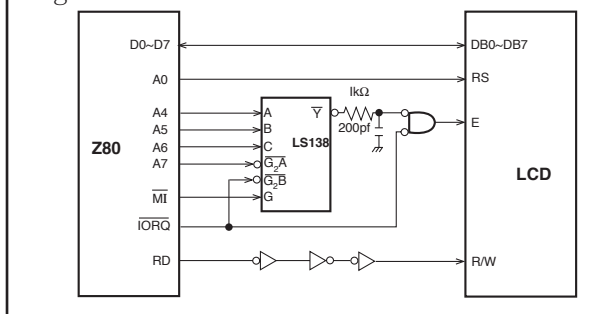 D0~D7
DB0~DB7
A0
RS
1kΩ
A4
A
Y
E
A5
B
200pf
A6
C
LS138
Z80
A7
G2A
LCD
G2B
MI
G
IORQ
RD
R/W